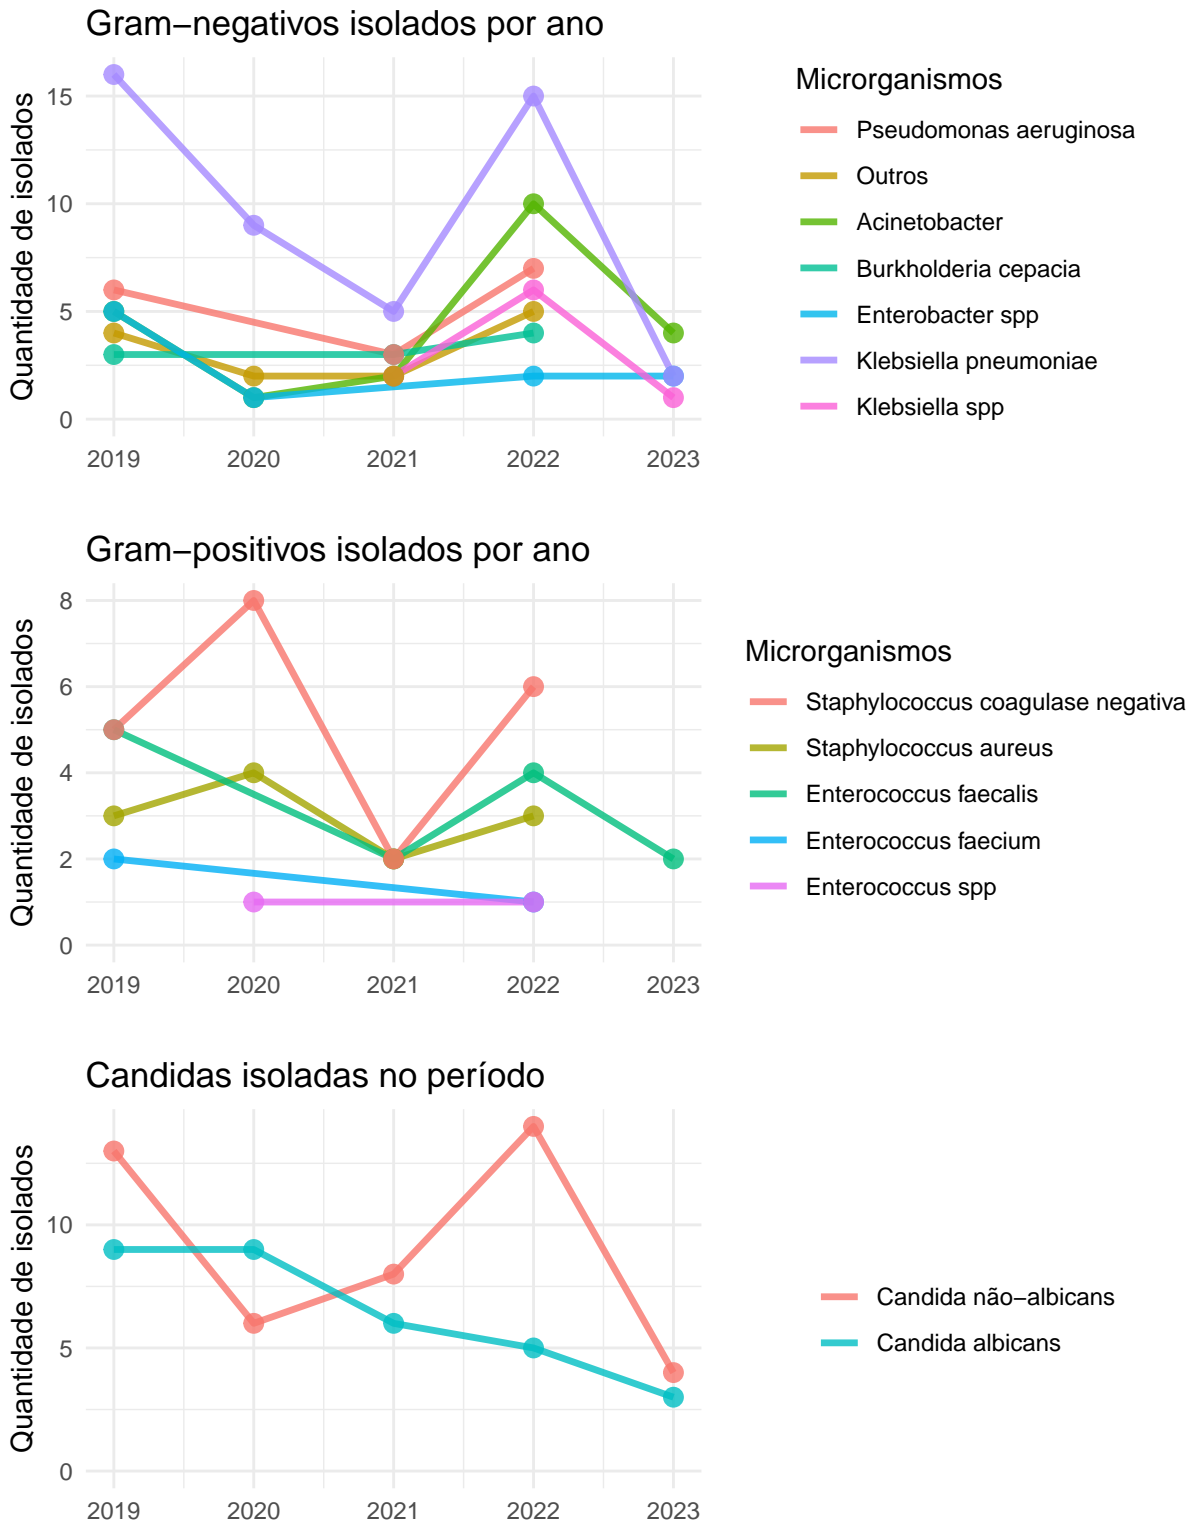 Gram−negativos isolados por ano
Quantidade de isolados
15
10
5
0
2019 2020 2021 2022 2023
Microrganismos
Pseudomonas aeruginosa
Outros
Acinetobacter
Burkholderia cepacia
Enterobacter spp
Klebsiella pneumoniae
Klebsiella spp
Gram−positivos isolados por ano
Quantidade de isolados
8
6
4
2
0
2019 2020 2021 2022 2023
Microrganismos
Staphylococcus coagulase negativa
Staphylococcus aureus
Enterococcus faecalis
Enterococcus faecium
Enterococcus spp
Candidas isoladas no período
Quantidade de isolados
10
5
0
2019 2020 2021 2022 2023
Candida não−albicans
Candida albicans